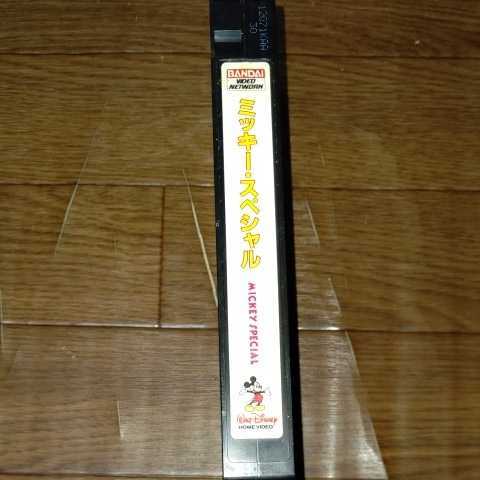 BANDAI
VIDEO
NETWORK
ミッキー・スペシャル
MICKEY SPECIAL
Walt Disney
HOME VIDEO